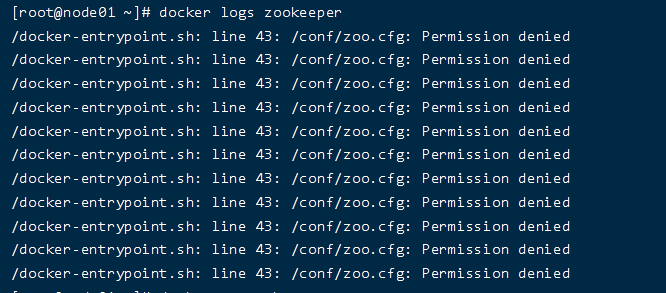 [root@node01 ~]# docker logs zookeeper
/docker-entrypoint.sh: line 43: /conf/zoo.cfg: Permission denied
/docker-entrypoint.sh: line 43: /conf/zoo.cfg: Permission denied
/docker-entrypoint.sh: line 43: /conf/zoo.cfg: Permission denied
/docker-entrypoint.sh: line 43: /conf/zoo.cfg: Permission denied
/docker-entrypoint.sh: line 43: /conf/zoo.cfg: Permission denied
/docker-entrypoint.sh: line 43: /conf/zoo.cfg: Permission denied
/docker-entrypoint.sh: line 43: /conf/zoo.cfg: Permission denied
/docker-entrypoint.sh: line 43: /conf/zoo.cfg: Permission denied
/docker-entrypoint.sh: line 43: /conf/zoo.cfg: Permission denied
/docker-entrypoint.sh: line 43: /conf/zoo.cfg: Permission denied
/docker-entrypoint.sh: line 43: /conf/zoo.cfg: Permission denied